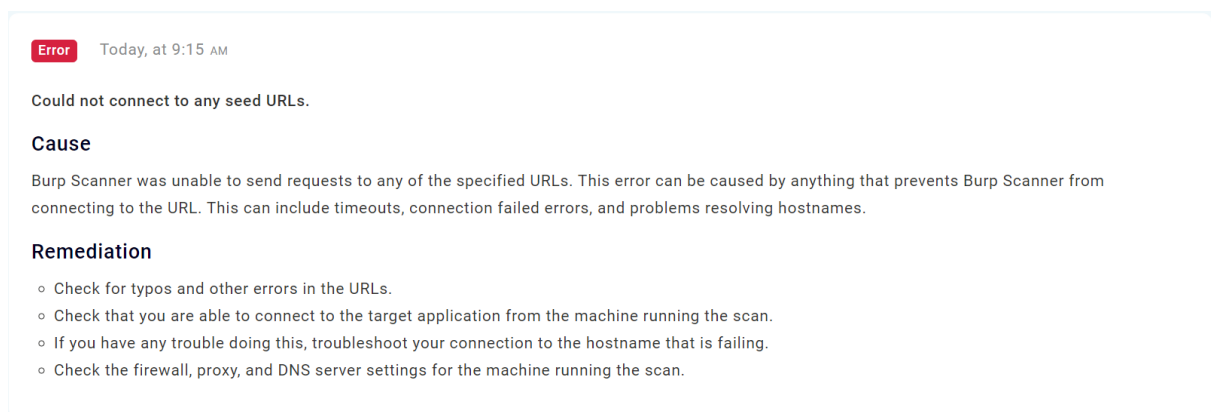 Error Today, at 9:15 AM
Could not connect to any seed URLs.
Cause
Burp Scanner was unable to send requests to any of the specified URLs. This error can be caused by anything that prevents Burp Scanner from
connecting to the URL. This can include timeouts, connection failed errors, and problems resolving hostnames.
Remediation
Check for typos and other errors in the URLs.
Check that you are able to connect to the target application from the machine running the scan.
If you have any trouble doing this, troubleshoot your connection to the hostname that is failing.
Check the firewall, proxy, and DNS server settings for the machine running the scan.